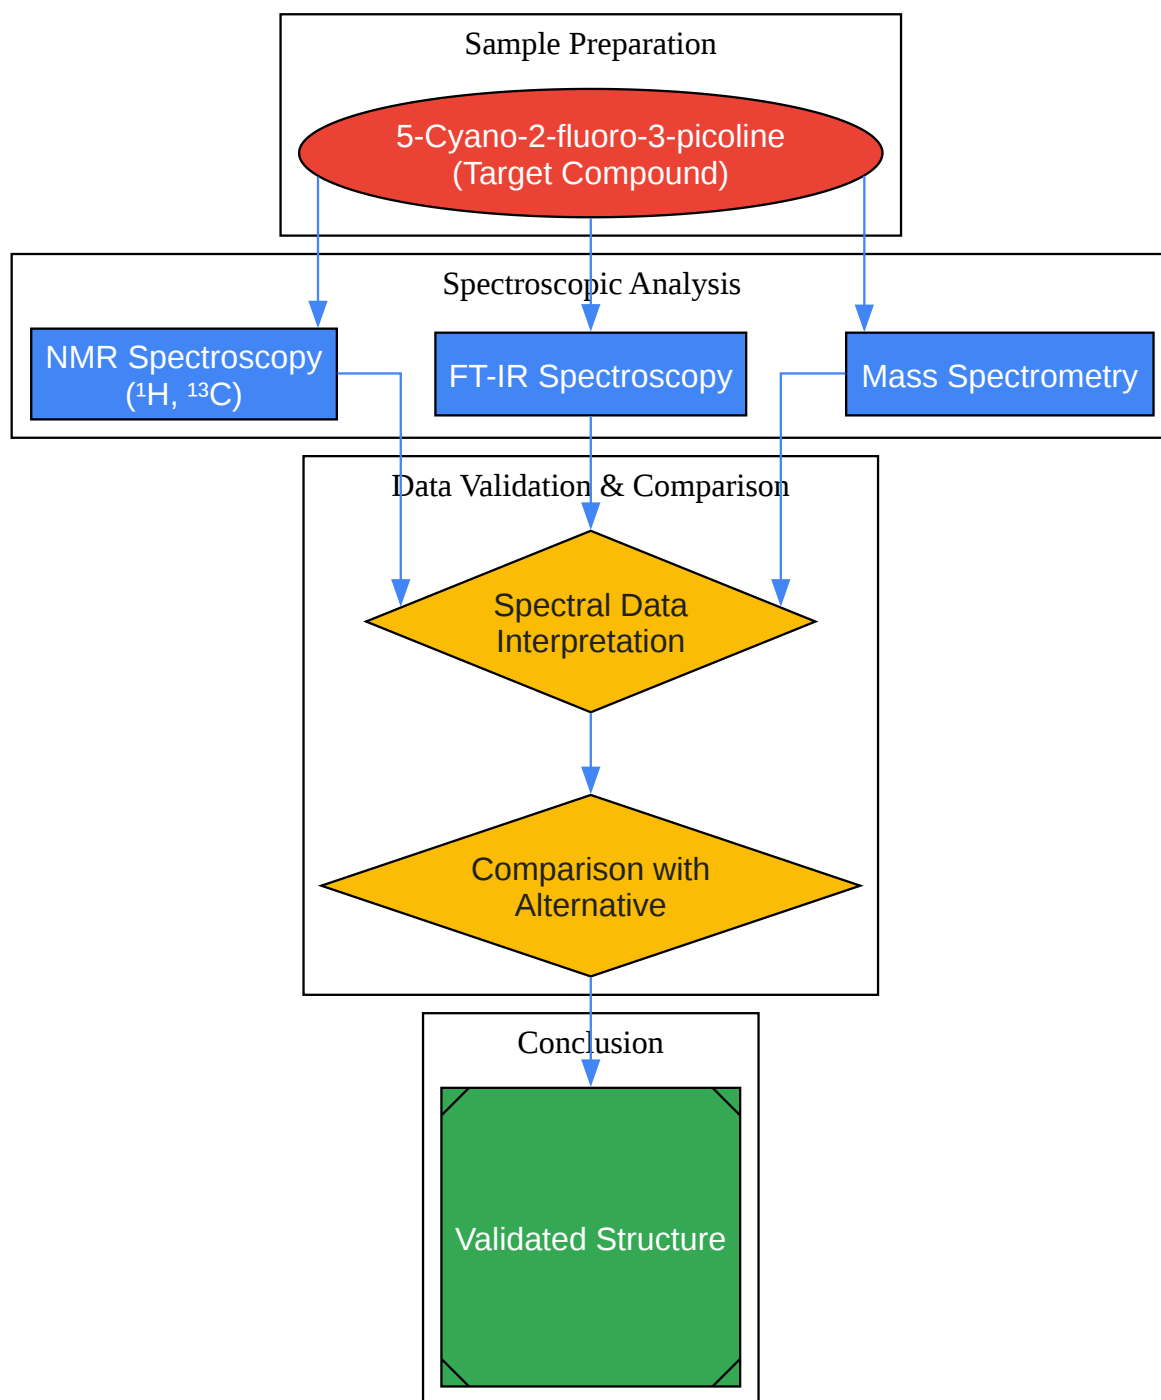 Sample Preparation
5-Cyano-2-fluoro-3-picoline
(Target Compound)
Spectroscopic Analysis
NMR Spectroscopy
(¹H, ¹³C)
FT-IR Spectroscopy
Mass Spectrometry
Data Validation & Comparison
Spectral Data
Interpretation
Comparison with
Alternative
Conclusion
Validated Structure